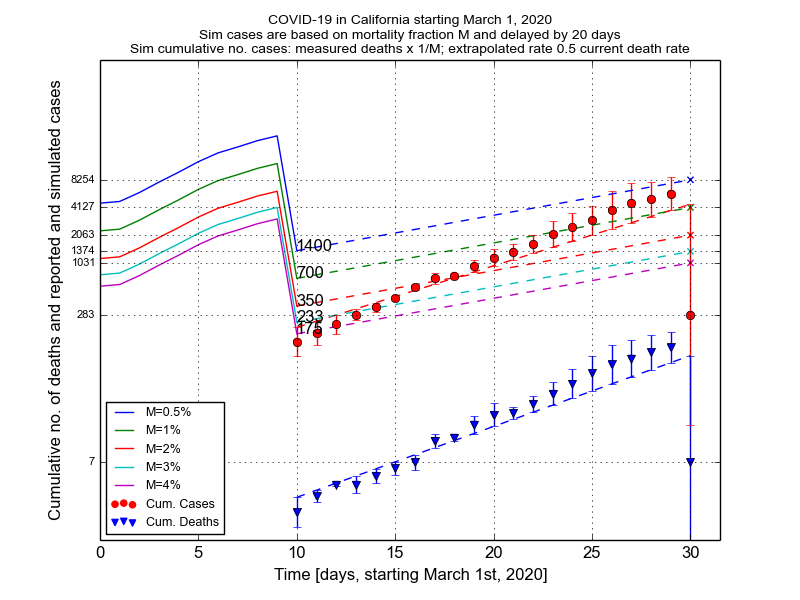 COVID-19 in California starting March 1, 2020
Sim cases are based on mortality fraction M and delayed by 20 days
Sim cumulative no. cases: measured deaths x 1/M; extrapolated rate 0.5 current death rate
Cumulative no. of deaths and reported and simulated cases
8254
4127
2063
1374
1031
283
7
1400
700
350
233
175
M=0.5%
M=1%
M=2%
M=3%
M=4%
Cum. Cases
Cum. Deaths
0 5 10 15 20 25 30
Time [days, starting March 1st, 2020]